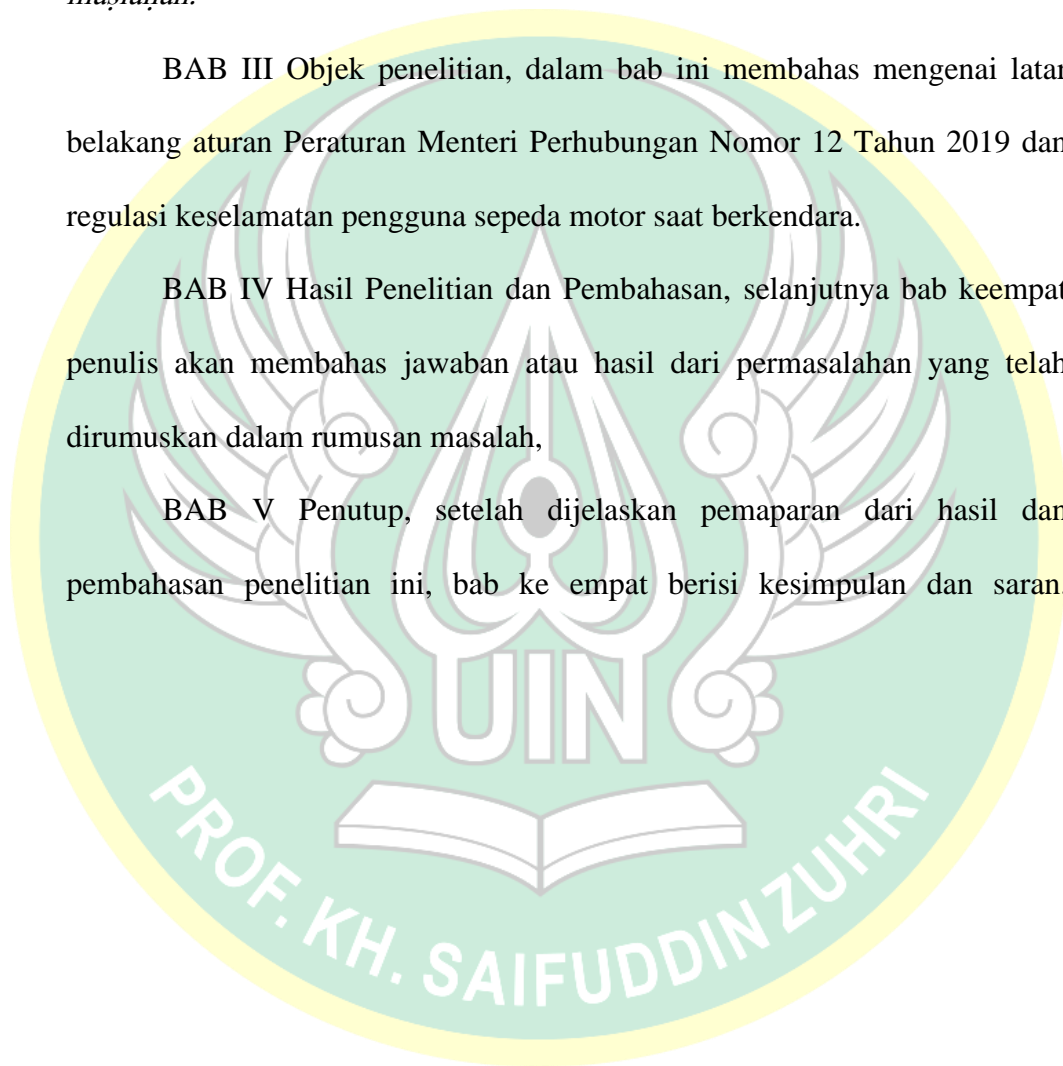 BAB III Objek penelitian, dalam bab ini membahas mengenai latar
belakang aturan Peraturan Menteri Perhubungan Nomor 12 Tahun 2019 dan
regulasi keselamatan pengguna sepeda motor saat berkendara.
BAB IV Hasil Penelitian dan Pembahasan, selanjutnya bab keempat
penulis akan membahas jawaban atau hasil dari permasalahan yang telah
dirumuskan dalam rumusan masalah,
BAB V Penutup, setelah dijelaskan pemaparan dari hasil dan
pembahasan penelitian ini, bab ke empat berisi kesimpulan dan saran.
UIN
PROF. KH. SAIFUDDIN ZUHRI